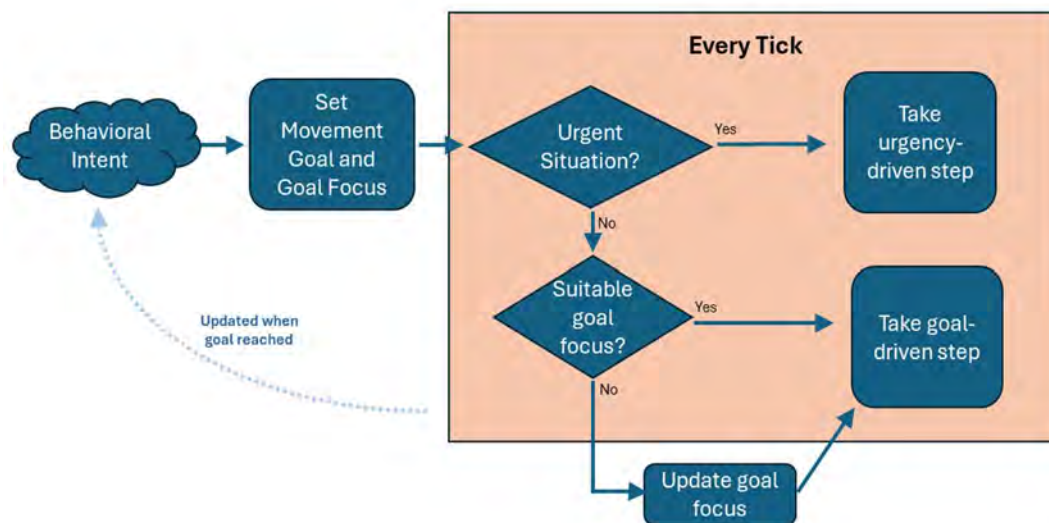 Every Tick
Behavioral
Intent
Set
Movement
Goal and
Goal Focus
Urgent
Situation?
Yes
Take
urgency-
driven step
No
Suitable
goal
focus?
Yes
Take goal-
driven step
Updated when
goal reached
No
Update goal
focus